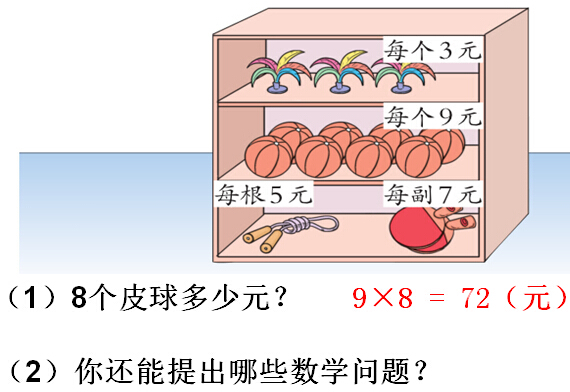 每个3元
每个9元
每根5元 每副7元
（1）8个皮球多少元？ 9×8 = 72（元）
（2）你还能提出哪些数学问题？